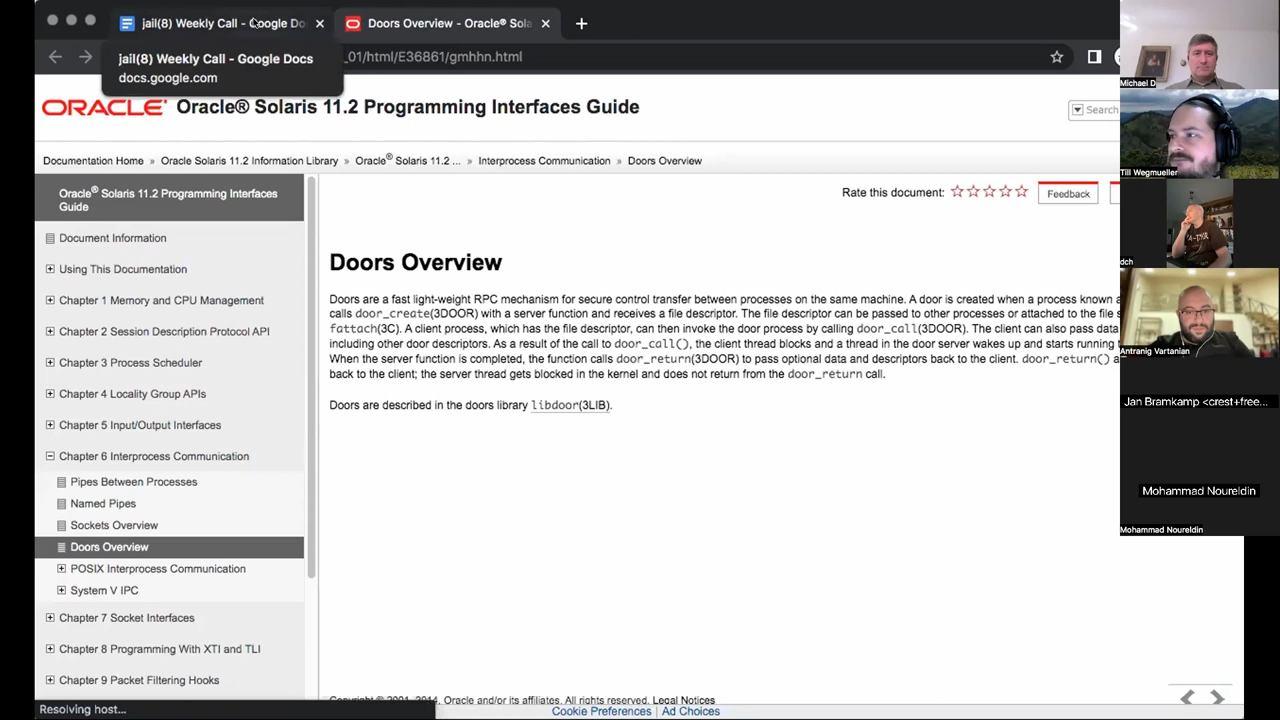 jail(8) Weekly Call - Google Do
Doors Overview - Oracle® Sola
jail(8) Weekly Call - Google Docs
docs.google.com
_01/html/E36861/gmhhn.html
ORACLE Oracle® Solaris 11.2 Programming Interfaces Guide
Search
Documentation Home » Oracle Solaris 11.2 Information Library » Oracle® Solaris 11.2 ... » Interprocess Communication » Doors Overview
Oracle® Solaris 11.2 Programming Interfaces
Guide
Document Information
Using This Documentation
Chapter 1 Memory and CPU Management
Chapter 2 Session Description Protocol API
Chapter 3 Process Scheduler
Chapter 4 Locality Group APIs
Chapter 5 Input/Output Interfaces
Chapter 6 Interprocess Communication
Pipes Between Processes
Named Pipes
Sockets Overview
Doors Overview
POSIX Interprocess Communication
System V IPC
Chapter 7 Socket Interfaces
Chapter 8 Programming With XTI and TLI
Chapter 9 Packet Filtering Hooks
Resolving host...
Rate this document:
Feedback
Doors Overview
Doors are a fast light-weight RPC mechanism for secure control transfer between processes on the same machine. A door is created when a process known a
calls door_create(3DOOR) with a server function and receives a file descriptor. The file descriptor can be passed to other processes or attached to the file s
fattach(3C). A client process, which has the file descriptor, can then invoke the door process by calling door_call(3DOOR). The client can also pass data
including other door descriptors. As a result of the call to door_call(), the client thread blocks and a thread in the door server wakes up and starts running t
When the server function is completed, the function calls door_return(3DOOR) to pass optional data and descriptors back to the client. door_return() a
back to the client; the server thread gets blocked in the kernel and does not return from the door_return call.
Doors are described in the doors library libdoor(3LIB).
Copyright © 2001, 2014, Oracle and/or its affiliates. All rights reserved. Legal Notices
Cookie Preferences | Ad Choices
Michael D
Till Wegmueller
dch
Antranig Vartanian
Jan Bramkamp <crest+free...
Mohammad Noureldin
Mohammad Noureldin